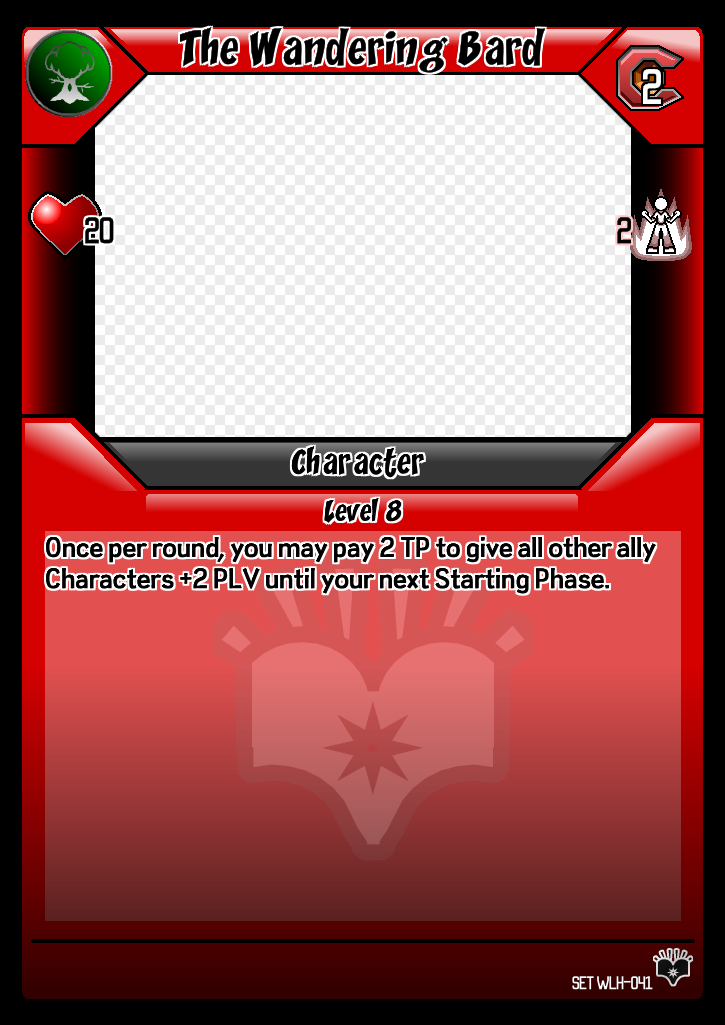 The Wandering Bard
2
20
2
Character
Level 8
Once per round, you may pay 2 TP to give all other ally
Characters +2 PLV until your next Starting Phase.
SET WLH-041